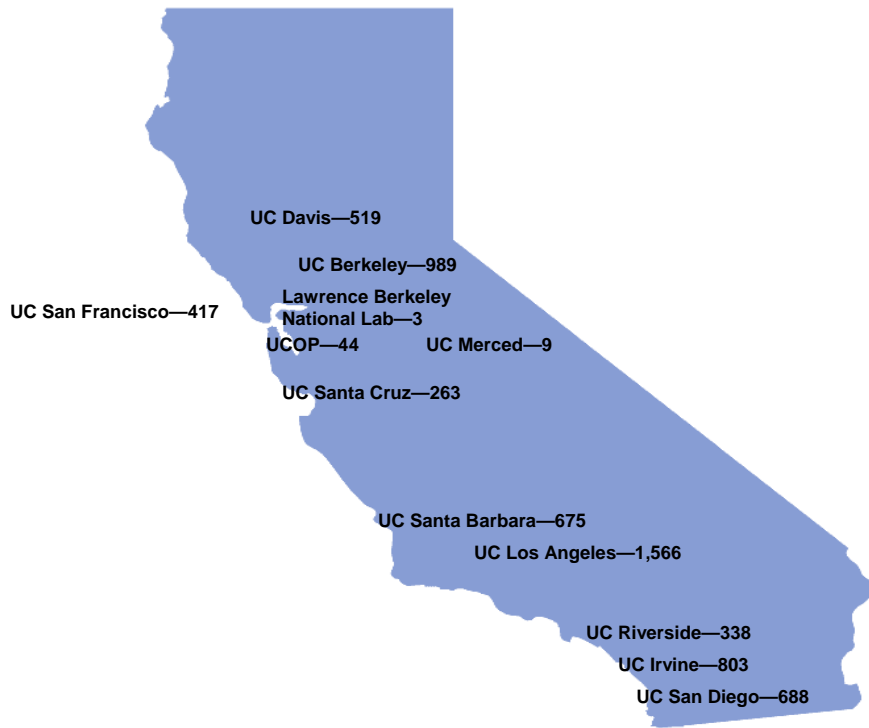 UC Davis—519
UC Berkeley—989
Lawrence Berkeley
National Lab—3
UC San Francisco—417
UCOP—44
UC Merced—9
UC Santa Cruz—263
UC Santa Barbara—675
UC Los Angeles—1,566
UC Riverside—338
UC Irvine—803
UC San Diego—688